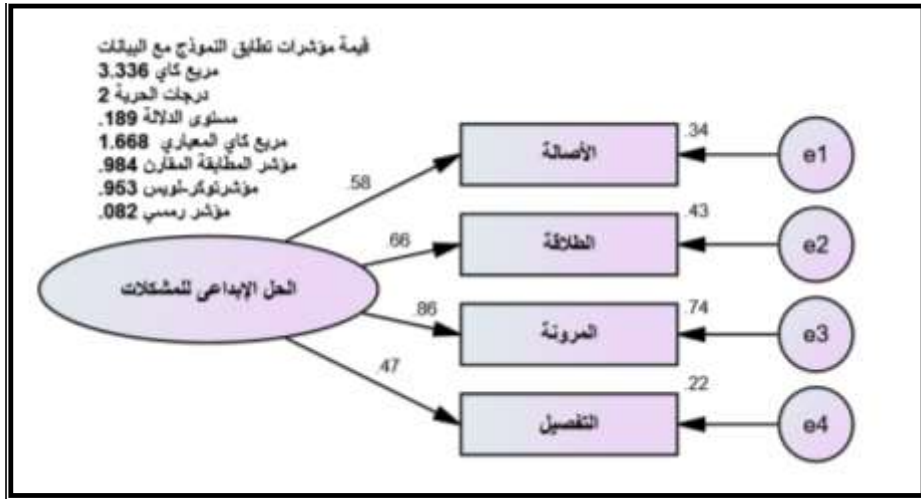 قيمة مؤشرات تطابق النموذج مع البيانات
مربع كاي 3.336
درجات الحرية 2
مستوى الدلالة 189.
مربع كاي المعياري 1.668
مؤشر المطابقة المقارن 984.
مؤشرتوكر-لويس 953.
مؤشر رمسي 082.
.34
الأصالة
e1
.58
.43
الطلاقة
e2
.66
الحل الإبداعى للمشكلات
.74
المرونة
e3
.86
.22
التفصيل
e4
.47